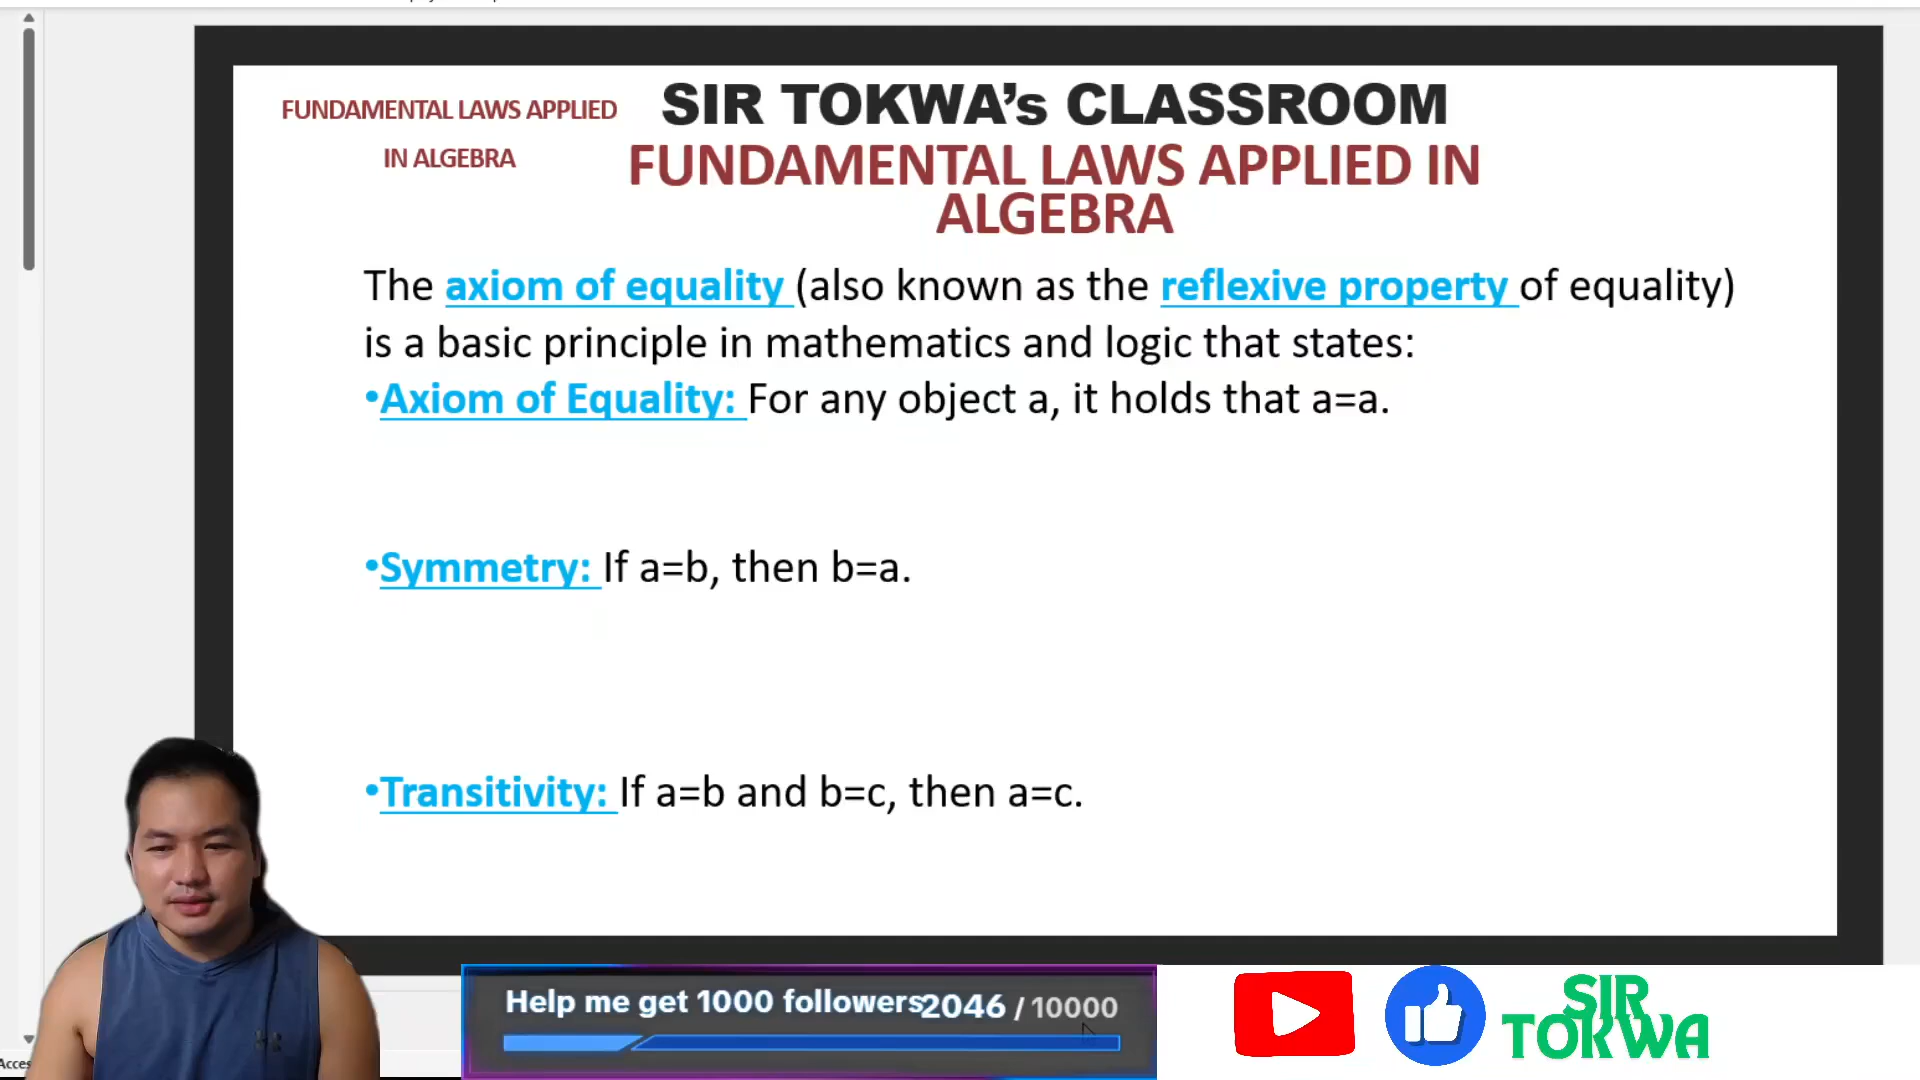 FUNDAMENTAL LAWS APPLIED
IN ALGEBRA
SIR TOKWA’s CLASSROOM
FUNDAMENTAL LAWS APPLIED IN
ALGEBRA
The axiom of equality (also known as the reflexive property of equality)
is a basic principle in mathematics and logic that states:
•Axiom of Equality: For any object a, it holds that a=a.
•Symmetry: If a=b, then b=a.
•Transitivity: If a=b and b=c, then a=c.
Help me get 1000 followers 2046 / 10000
SIR
TOKWA